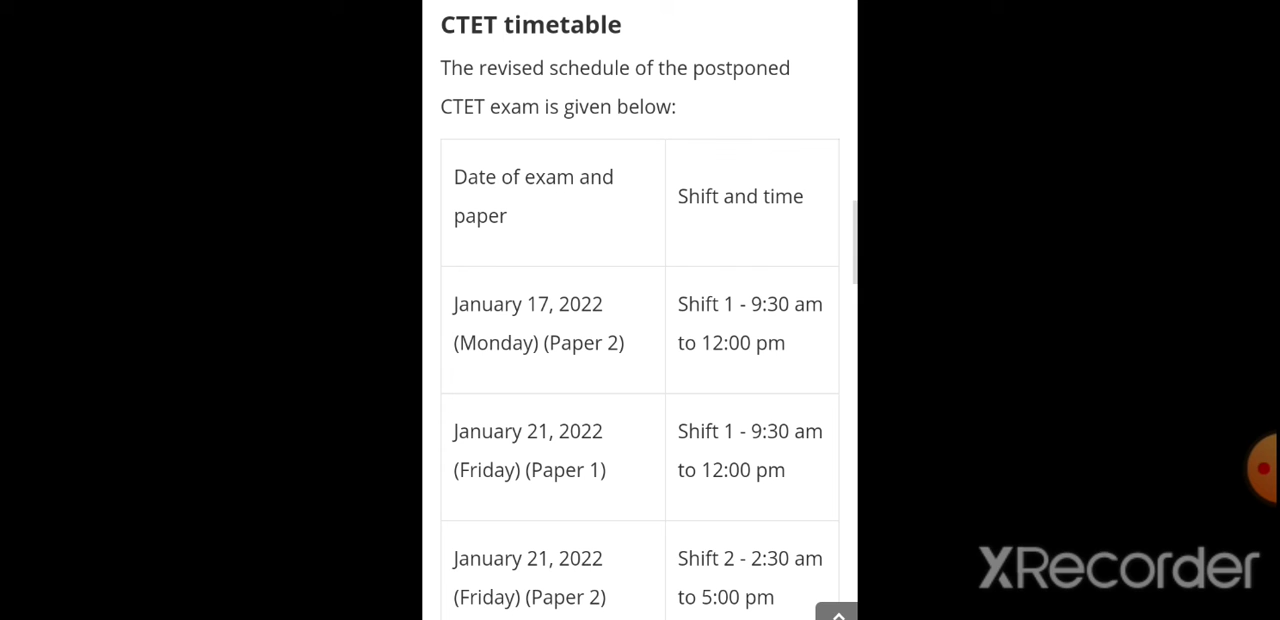 CTET timetable
The revised schedule of the postponed
CTET exam is given below:
Date of exam and
paper
Shift and time
January 17, 2022
(Monday) (Paper 2)
Shift 1 - 9:30 am
to 12:00 pm
January 21, 2022
(Friday) (Paper 1)
Shift 1 - 9:30 am
to 12:00 pm
January 21, 2022
(Friday) (Paper 2)
Shift 2 - 2:30 am
to 5:00 pm
XRecorder